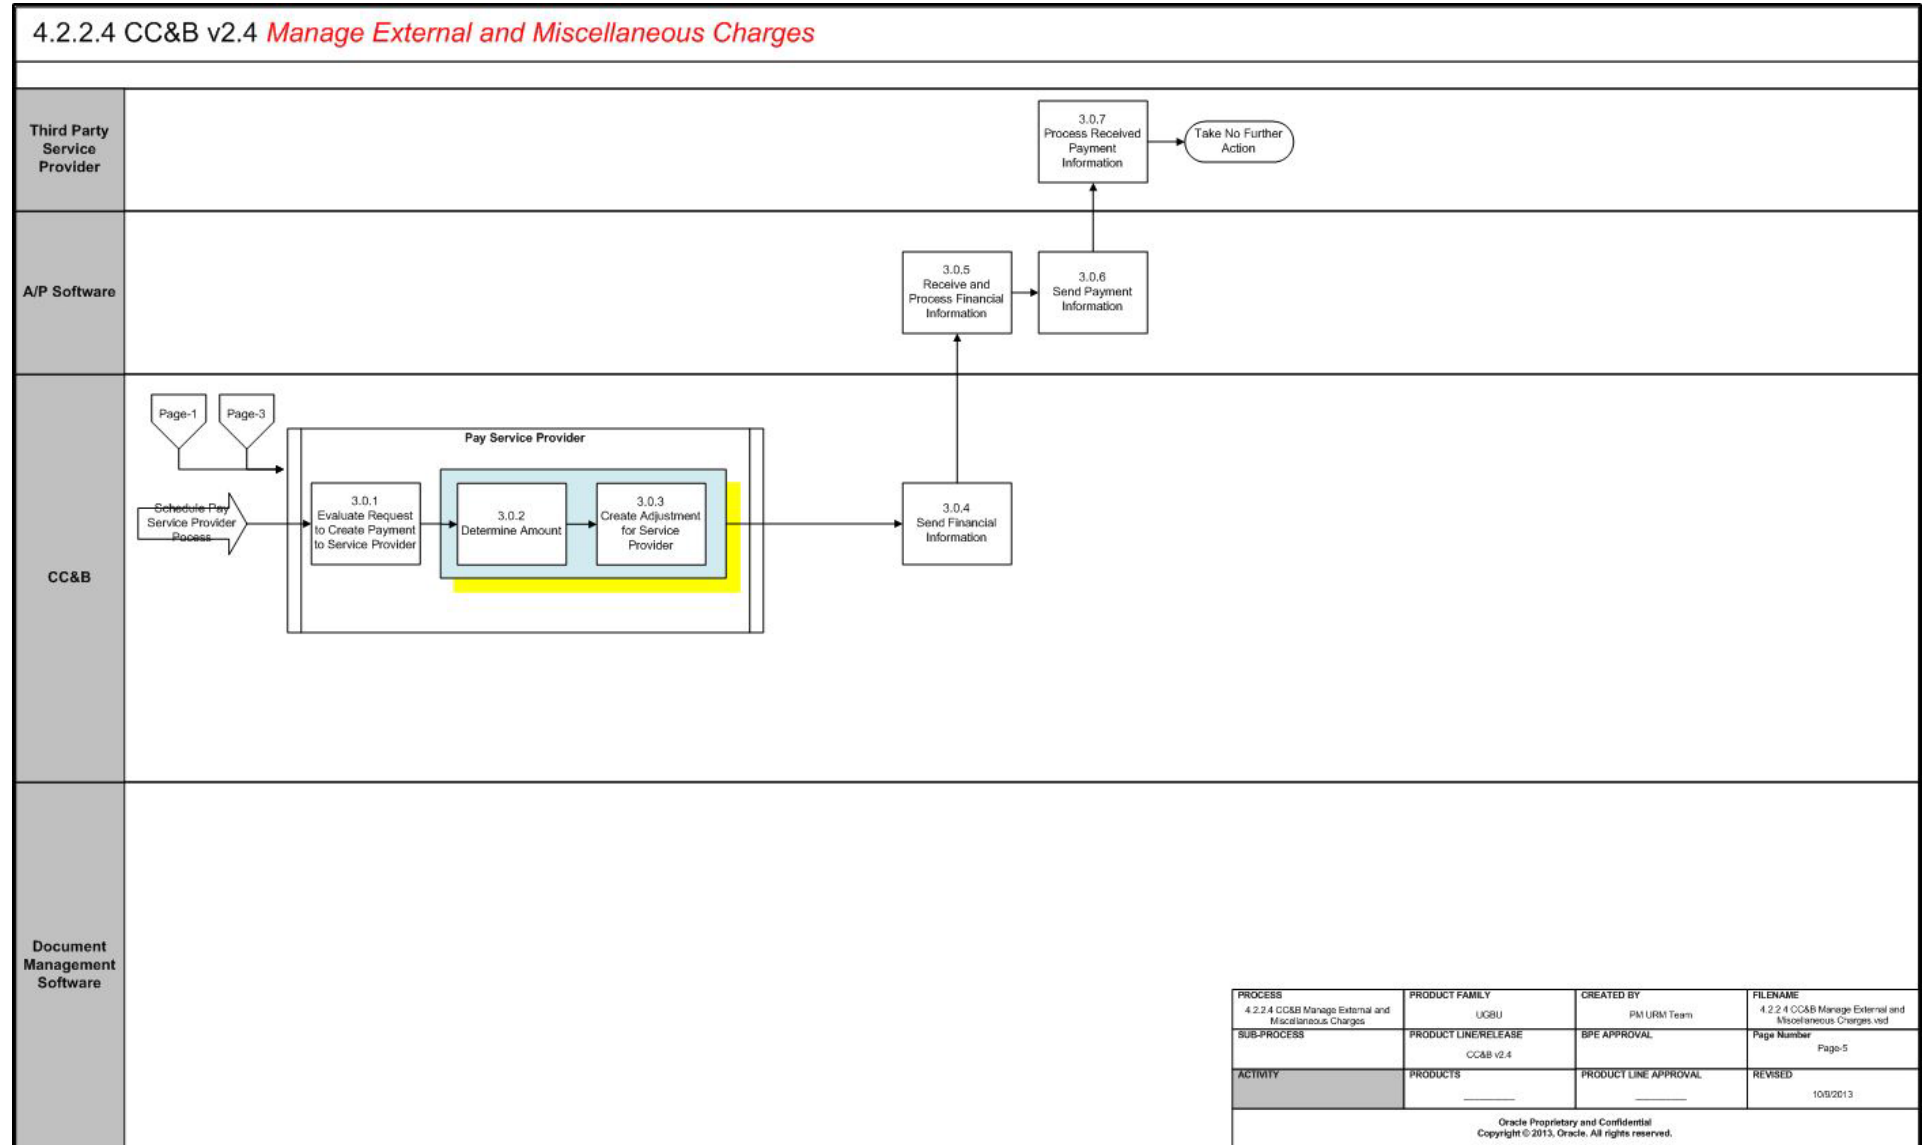 4.2.2.4 CC&B v2.4 Manage External and Miscellaneous Charges
Third Party
Service
Provider
3.0.7
Process Received
Payment
Information
Take No Further
Action
A/P Software
3.0.5
Receive and
Process Financial
Information
3.0.6
Send Payment
Information
CC&B
Page-1
Page-3
Schedule Pay
Service Provider
Pocess
Pay Service Provider
3.0.1
Evaluate Request
to Create Payment
to Service Provider
3.0.2
Determine Amount
3.0.3
Create Adjustment
for Service
Provider
3.0.4
Send Financial
Information
Document
Management
Software
PROCESS
4.2.2.4 CC&B Manage External and
Miscellaneous Charges
PRODUCT FAMILY
UGBU
CREATED BY
PM URM Team
FILENAME
4.2.2.4 CC&B Manage External and
Miscellaneous Charges.vsd
SUB-PROCESS
PRODUCT LINE/RELEASE
CC&B v2.4
BPE APPROVAL
Page Number
Page-5
ACTIVITY
PRODUCTS
PRODUCT LINE APPROVAL
REVISED
10/9/2013
Oracle Proprietary and Confidential
Copyright © 2013, Oracle. All rights reserved.